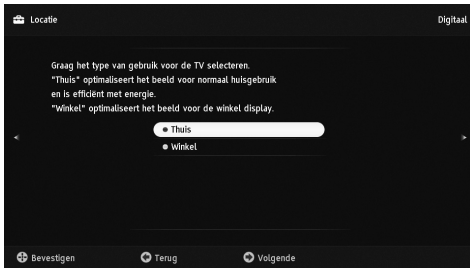 Locatie
Digitaal
Graag het type van gebruik voor de TV selecteren.
"Thuis" optimaliseert het beeld voor normaal huisgebruik
en is efficiënt met energie.
"Winkel" optimaliseert het beeld voor de winkel display.
Thuis
Winkel
Bevestigen
Terug
Volgende